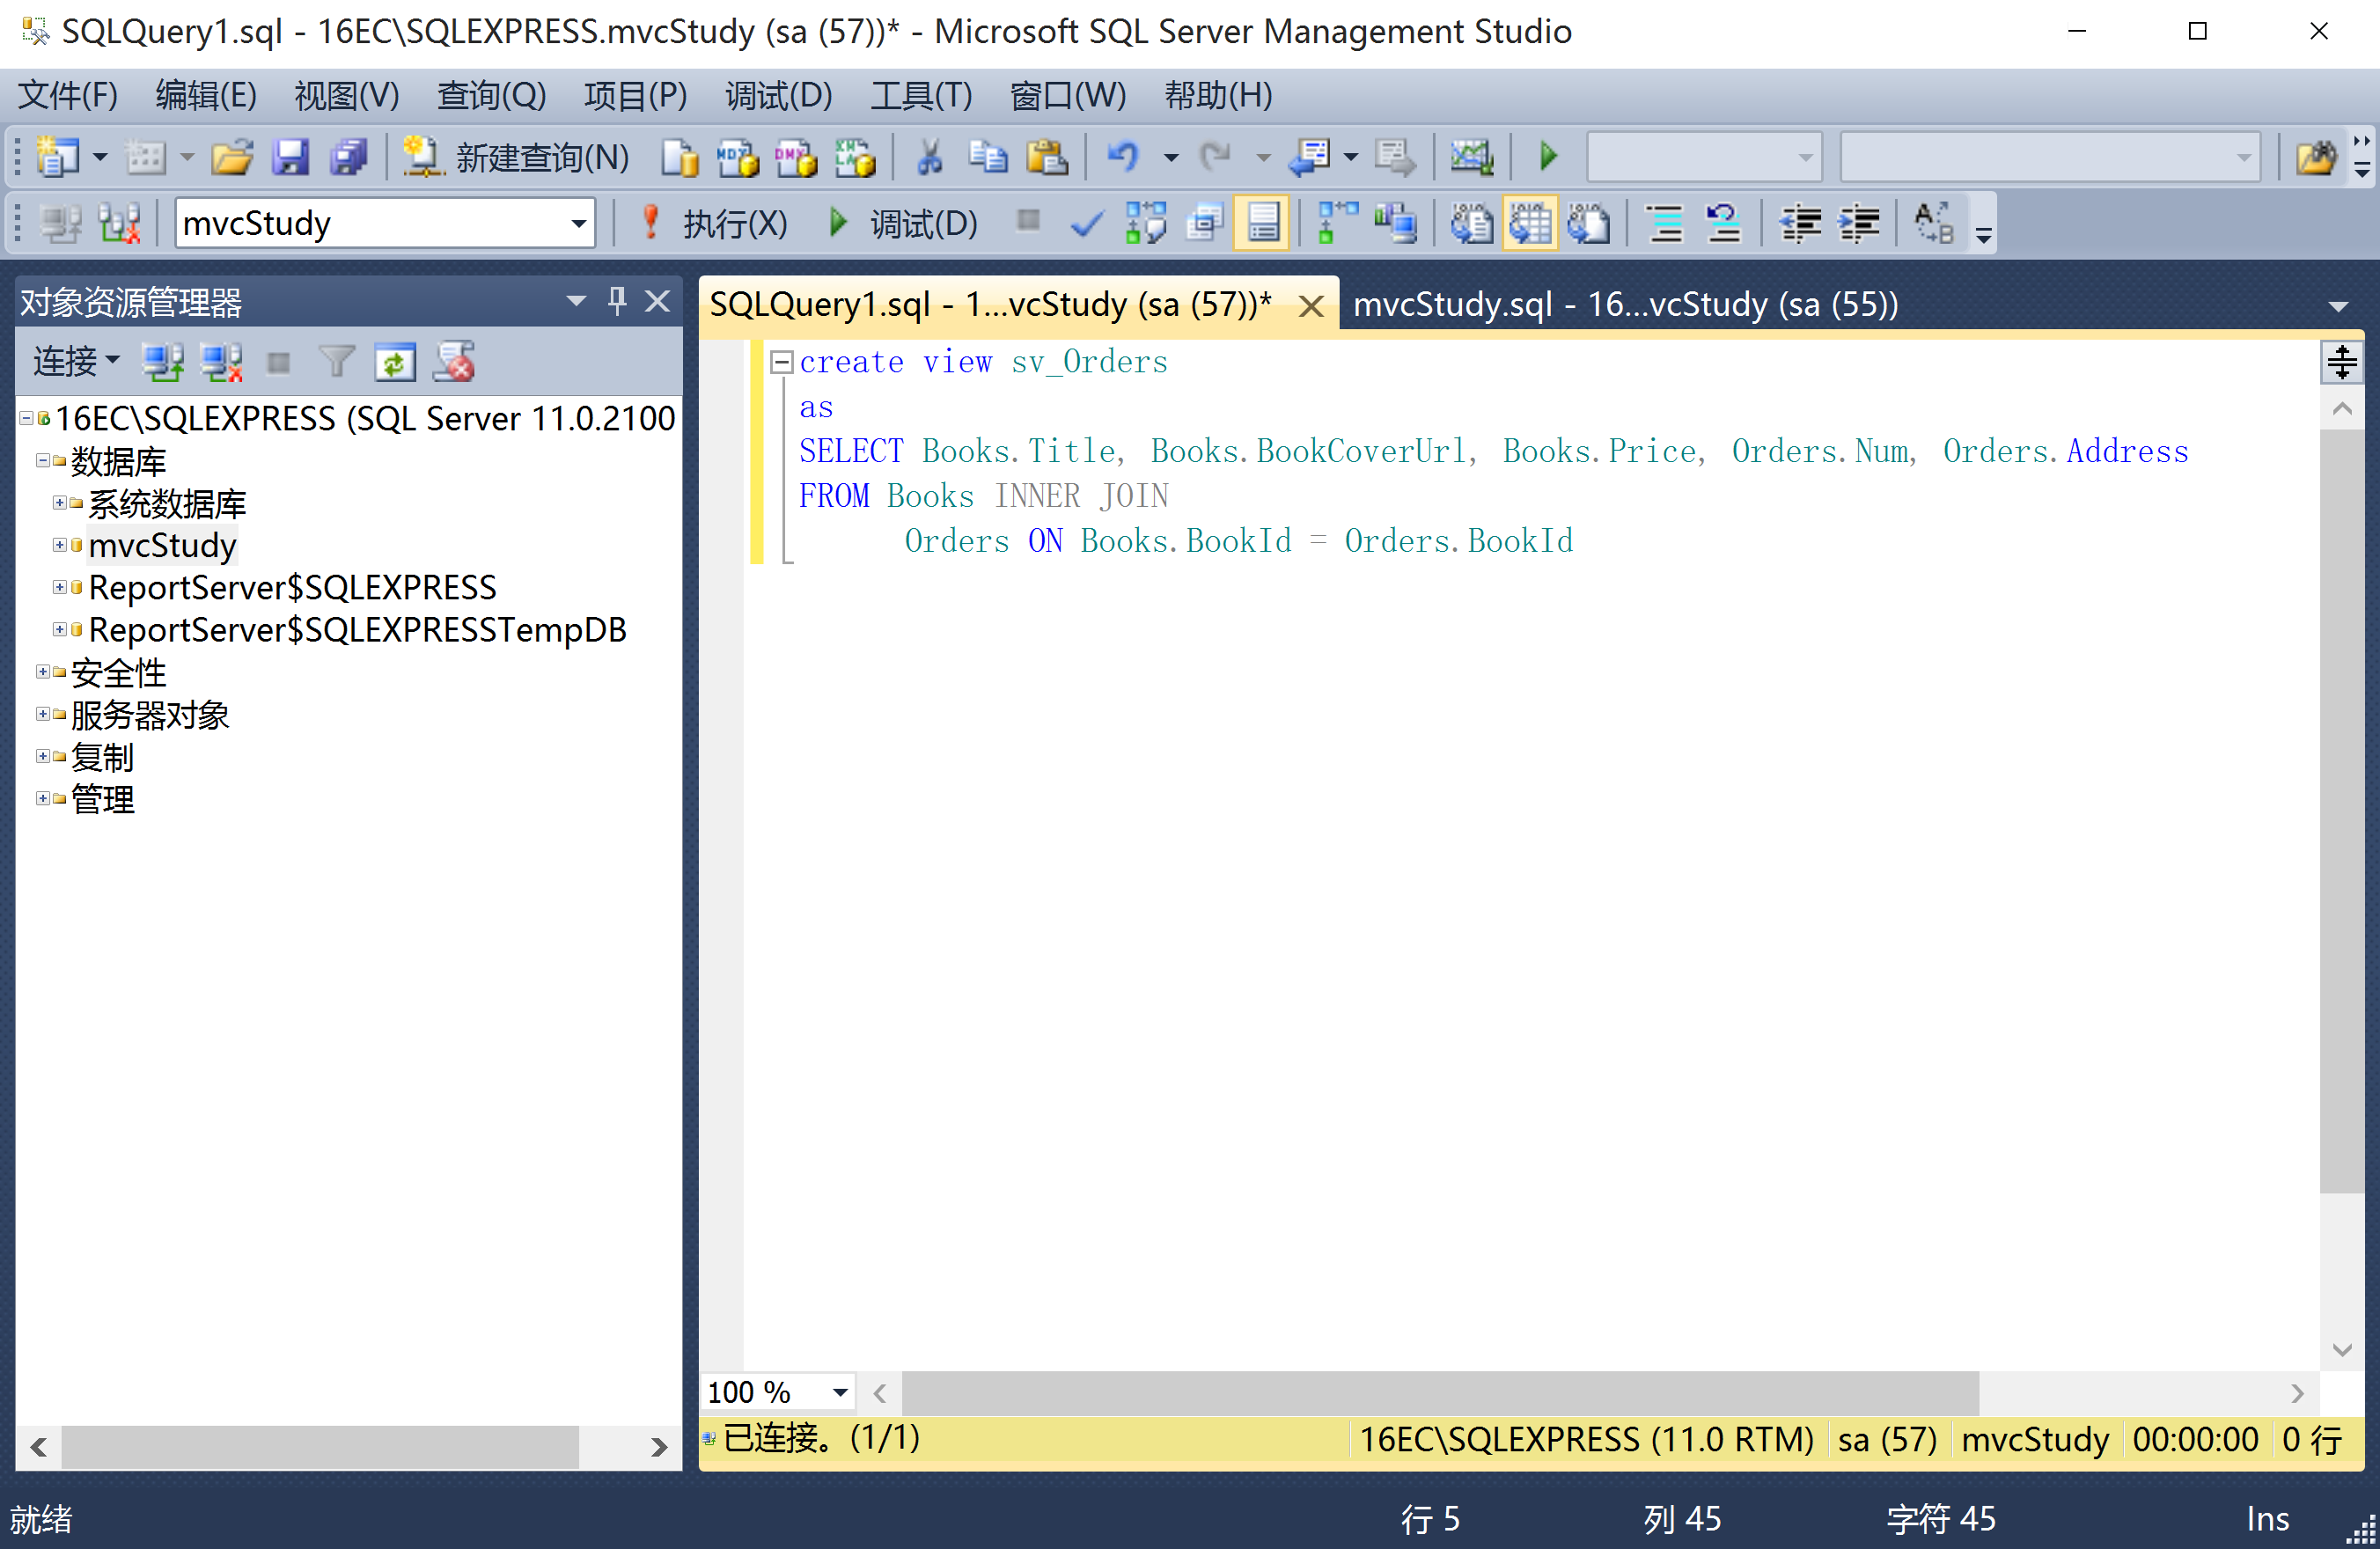 SQLQuery1.sql - 16EC\SQLEXPRESS.mvcStudy (sa (57))* - Microsoft SQL Server Management Studio
文件(F) 编辑(E) 视图(V) 查询(Q) 项目(P) 调试(D) 工具(T) 窗口(W) 帮助(H)
新建查询(N) MDX DMX XMLA
mvcStudy 执行(X) 调试(D)
对象资源管理器
连接
16EC\SQLEXPRESS (SQL Server 11.0.2100
数据库
系统数据库
mvcStudy
ReportServer$SQLEXPRESS
ReportServer$SQLEXPRESSTempDB
安全性
服务器对象
复制
管理
SQLQuery1.sql - 1...vcStudy (sa (57))* mvcStudy.sql - 16...vcStudy (sa (55))
create view sv_Orders
as
SELECT Books.Title, Books.BookCoverUrl, Books.Price, Orders.Num, Orders.Address
FROM Books INNER JOIN
Orders ON Books.BookId = Orders.BookId
100 %
已连接。(1/1) 16EC\SQLEXPRESS (11.0 RTM) sa (57) mvcStudy 00:00:00 0 行
就绪 行 5 列 45 字符 45 Ins